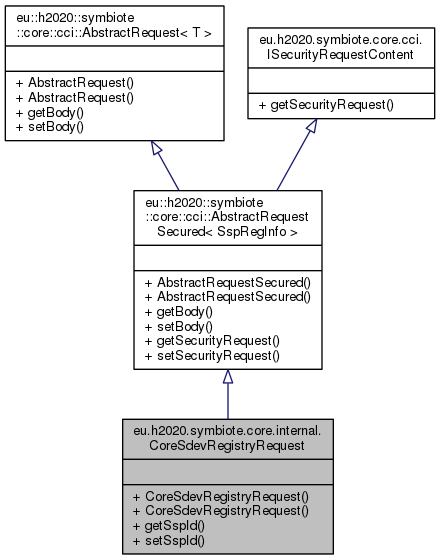 eu::h2020::symbiote
::core::cci::AbstractRequest< T >
+ AbstractRequest()
+ AbstractRequest()
+ getBody()
+ setBody()
eu.h2020.symbiote.core.cci.
ISecurityRequestContent
+ getSecurityRequest()
eu::h2020::symbiote
::core::cci::AbstractRequest
Secured< SspRegInfo >
+ AbstractRequestSecured()
+ AbstractRequestSecured()
+ getBody()
+ setBody()
+ getSecurityRequest()
+ setSecurityRequest()
eu.h2020.symbiote.core.internal.
CoreSdevRegistryRequest
+ CoreSdevRegistryRequest()
+ CoreSdevRegistryRequest()
+ getSspId()
+ setSspId()